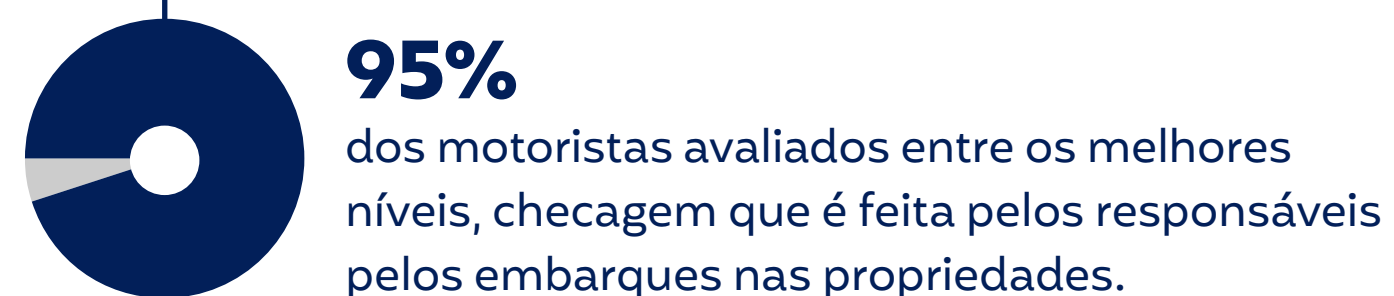 95%
dos motoristas avaliados entre os melhores
níveis, checagem que é feita pelos responsáveis
pelos embarques nas propriedades.